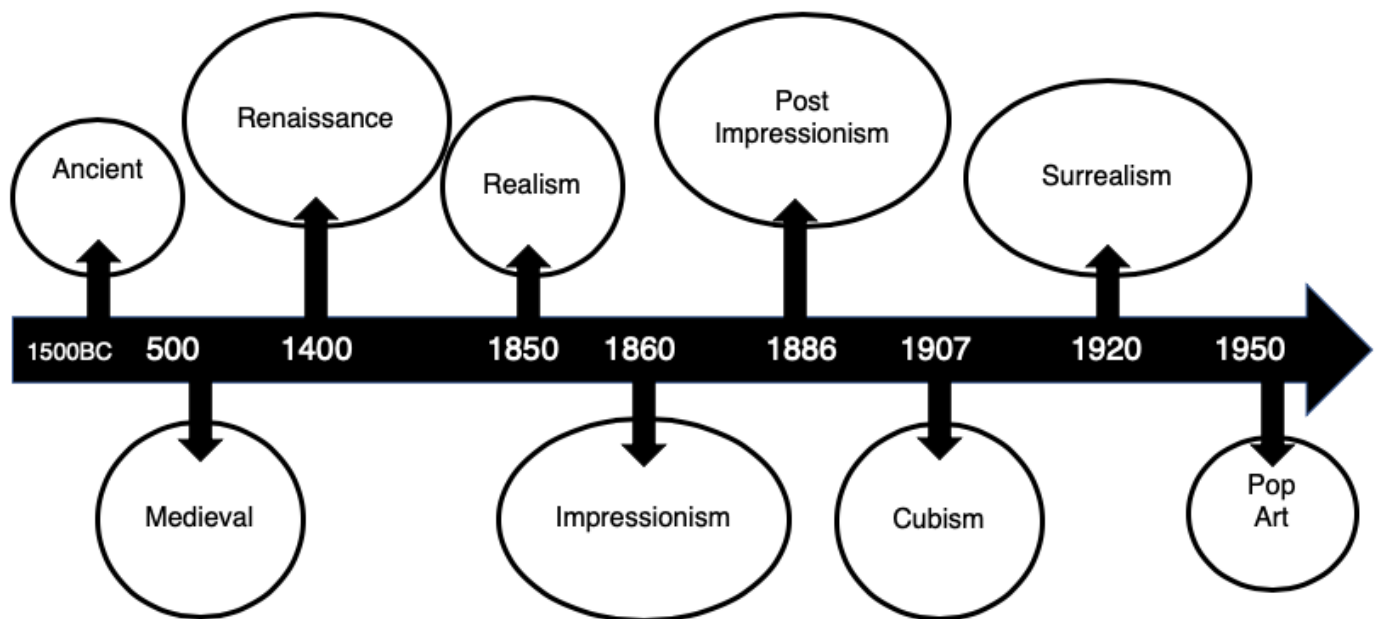 Ancient
Renaissance
Realism
Post
Impressionism
Surrealism
1500BC 500 1400 1850 1860 1886 1907 1920 1950
Medieval
Impressionism
Cubism
Pop
Art